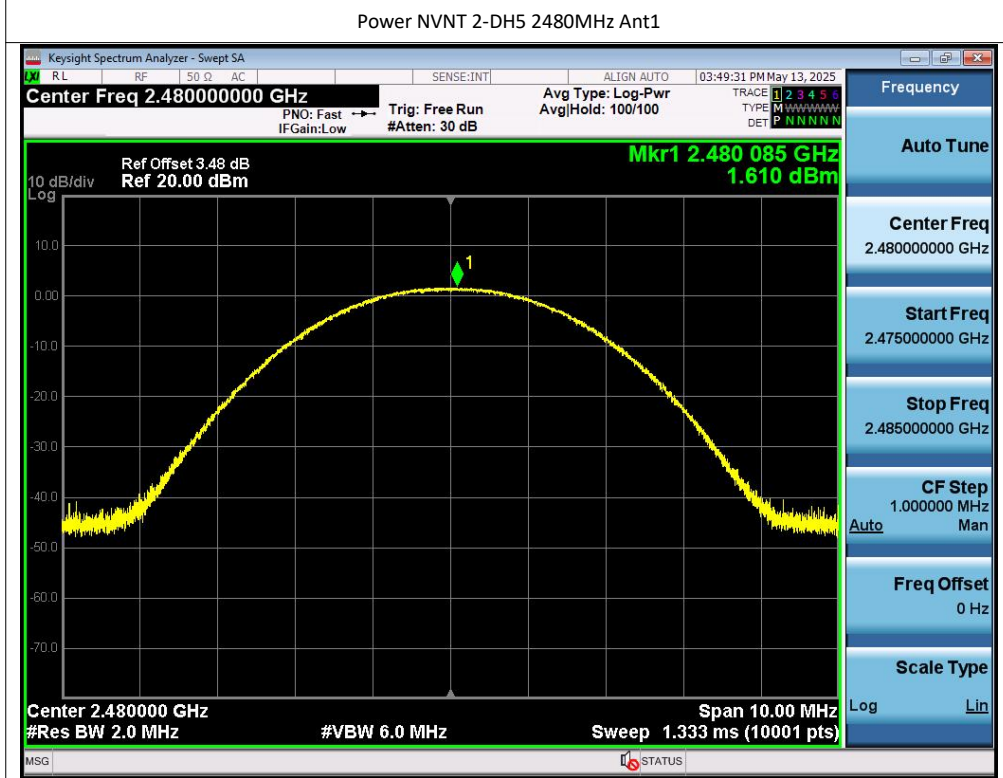 Power NVNT 2-DH5 2480MHz Ant1
Keysight Spectrum Analyzer - Swept SA
LXI RL RF 50 Ω AC SENSE:INT ALIGN AUTO 03:49:31 PM May 13, 2025
Center Freq 2.480000000 GHz
PNO: Fast
IFGain:Low
Trig: Free Run
#Atten: 30 dB
Avg Type: Log-Pwr
Avg|Hold: 100/100
TRACE 1 2 3 4 5 6
TYPE M W W W W W
DET P N N N N N
Ref Offset 3.48 dB
10 dB/div Ref 20.00 dBm
Log
Mkr1 2.480 085 GHz
1.610 dBm
10.0
0.00
-10.0
-20.0
-30.0
-40.0
-50.0
-60.0
-70.0
1
Center 2.480000 GHz Span 10.00 MHz
#Res BW 2.0 MHz #VBW 6.0 MHz Sweep 1.333 ms (10001 pts)
MSG STATUS
Frequency
Auto Tune
Center Freq
2.480000000 GHz
Start Freq
2.475000000 GHz
Stop Freq
2.485000000 GHz
CF Step
1.000000 MHz
Auto Man
Freq Offset
0 Hz
Scale Type
Log Lin